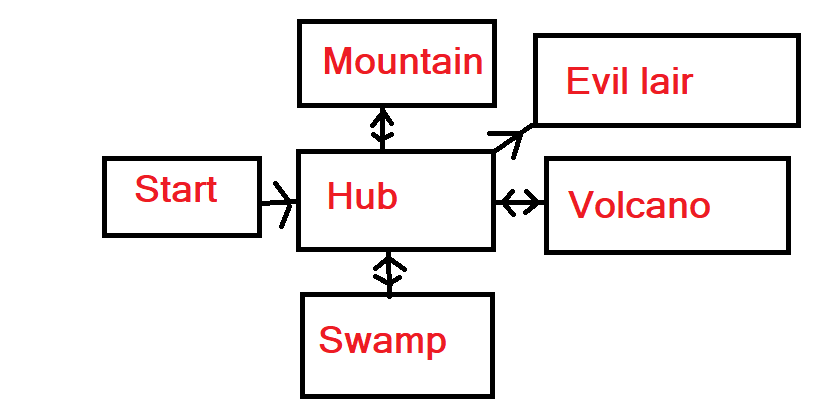 Mountain
Evil lair
Start
Hub
Volcano
Swamp